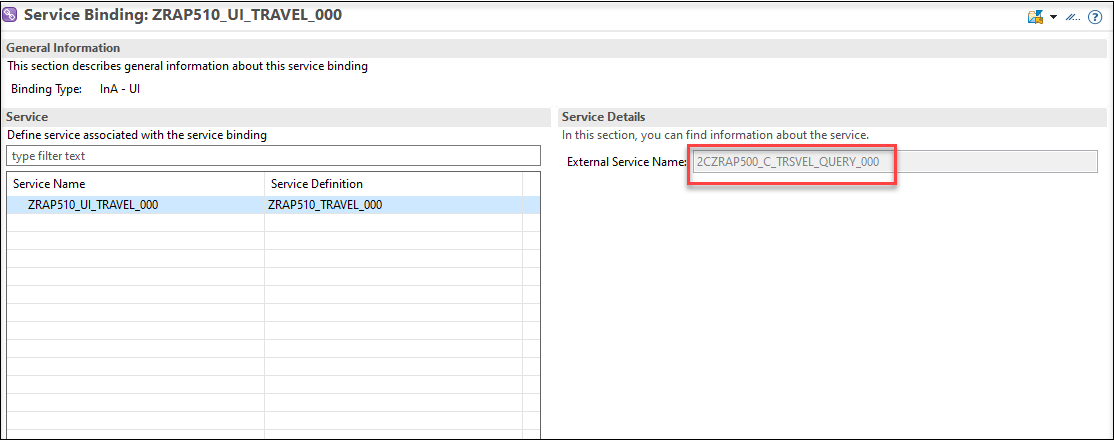 Service Binding: ZRAP510_UI_TRAVEL_000
General Information
This section describes general information about this service binding
Binding Type: InA - UI
Service
Define service associated with the service binding
type filter text
Service Name Service Definition
ZRAP510_UI_TRAVEL_000 ZRAP510_TRAVEL_000
Service Details
In this section, you can find information about the service.
External Service Name: 2CZRAP500_C_TRSVEL_QUERY_000